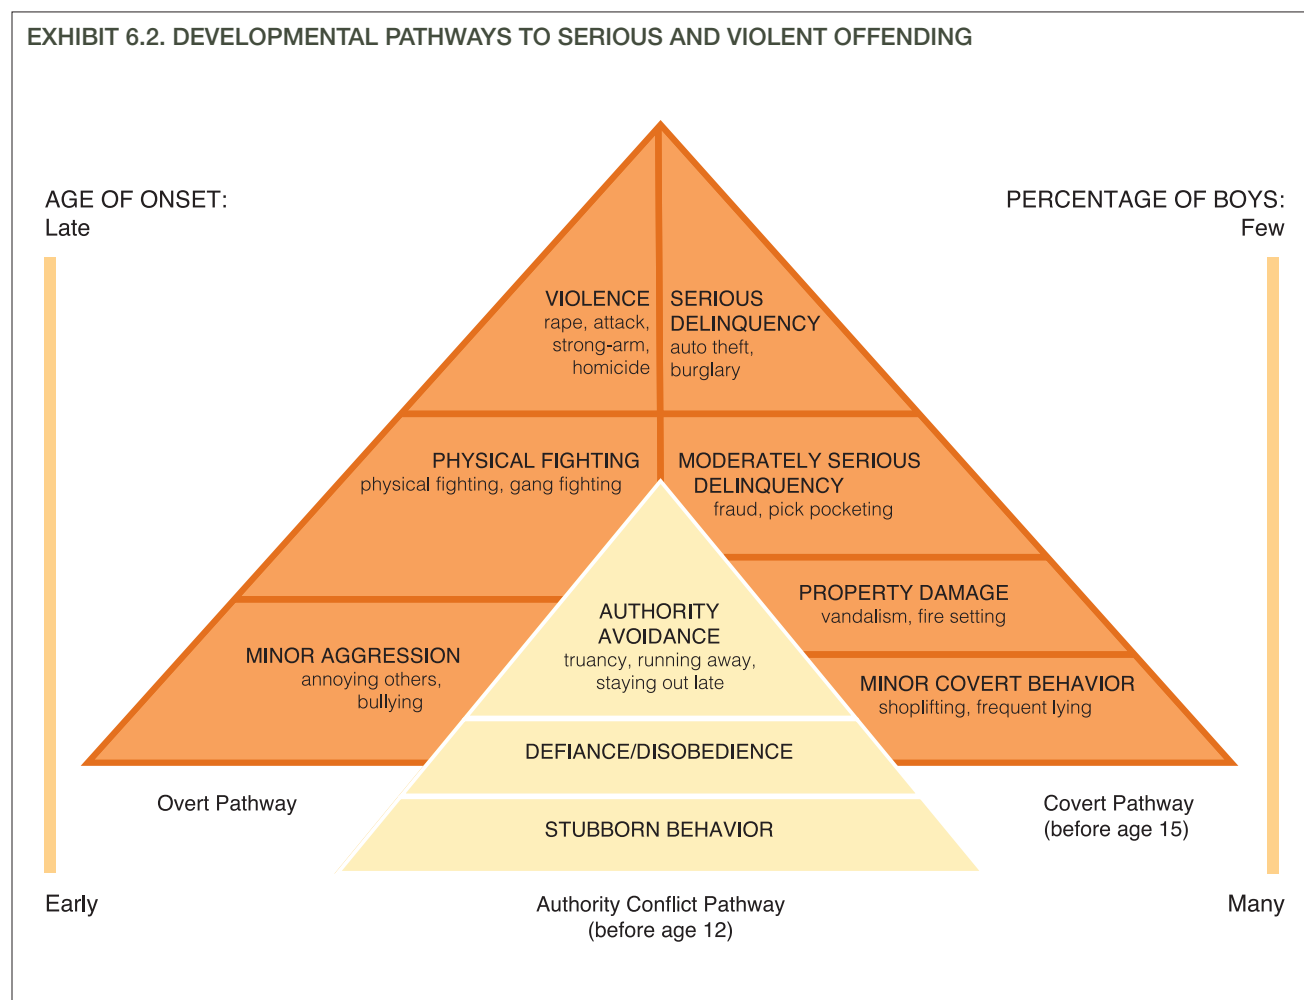 EXHIBIT 6.2. DEVELOPMENTAL PATHWAYS TO SERIOUS AND VIOLENT OFFENDING
AGE OF ONSET:
Late
PERCENTAGE OF BOYS:
Few
VIOLENCE
rape, attack,
strong-arm,
homicide
SERIOUS
DELINQUENCY
auto theft,
burglary
PHYSICAL FIGHTING
physical fighting, gang fighting
MODERATELY SERIOUS
DELINQUENCY
fraud, pick pocketing
PROPERTY DAMAGE
vandalism, fire setting
AUTHORITY
AVOIDANCE
truancy, running away,
staying out late
MINOR AGGRESSION
annoying others,
bullying
MINOR COVERT BEHAVIOR
shoplifting, frequent lying
DEFIANCE/DISOBEDIENCE
STUBBORN BEHAVIOR
Overt Pathway
Covert Pathway
(before age 15)
Early
Authority Conflict Pathway
(before age 12)
Many